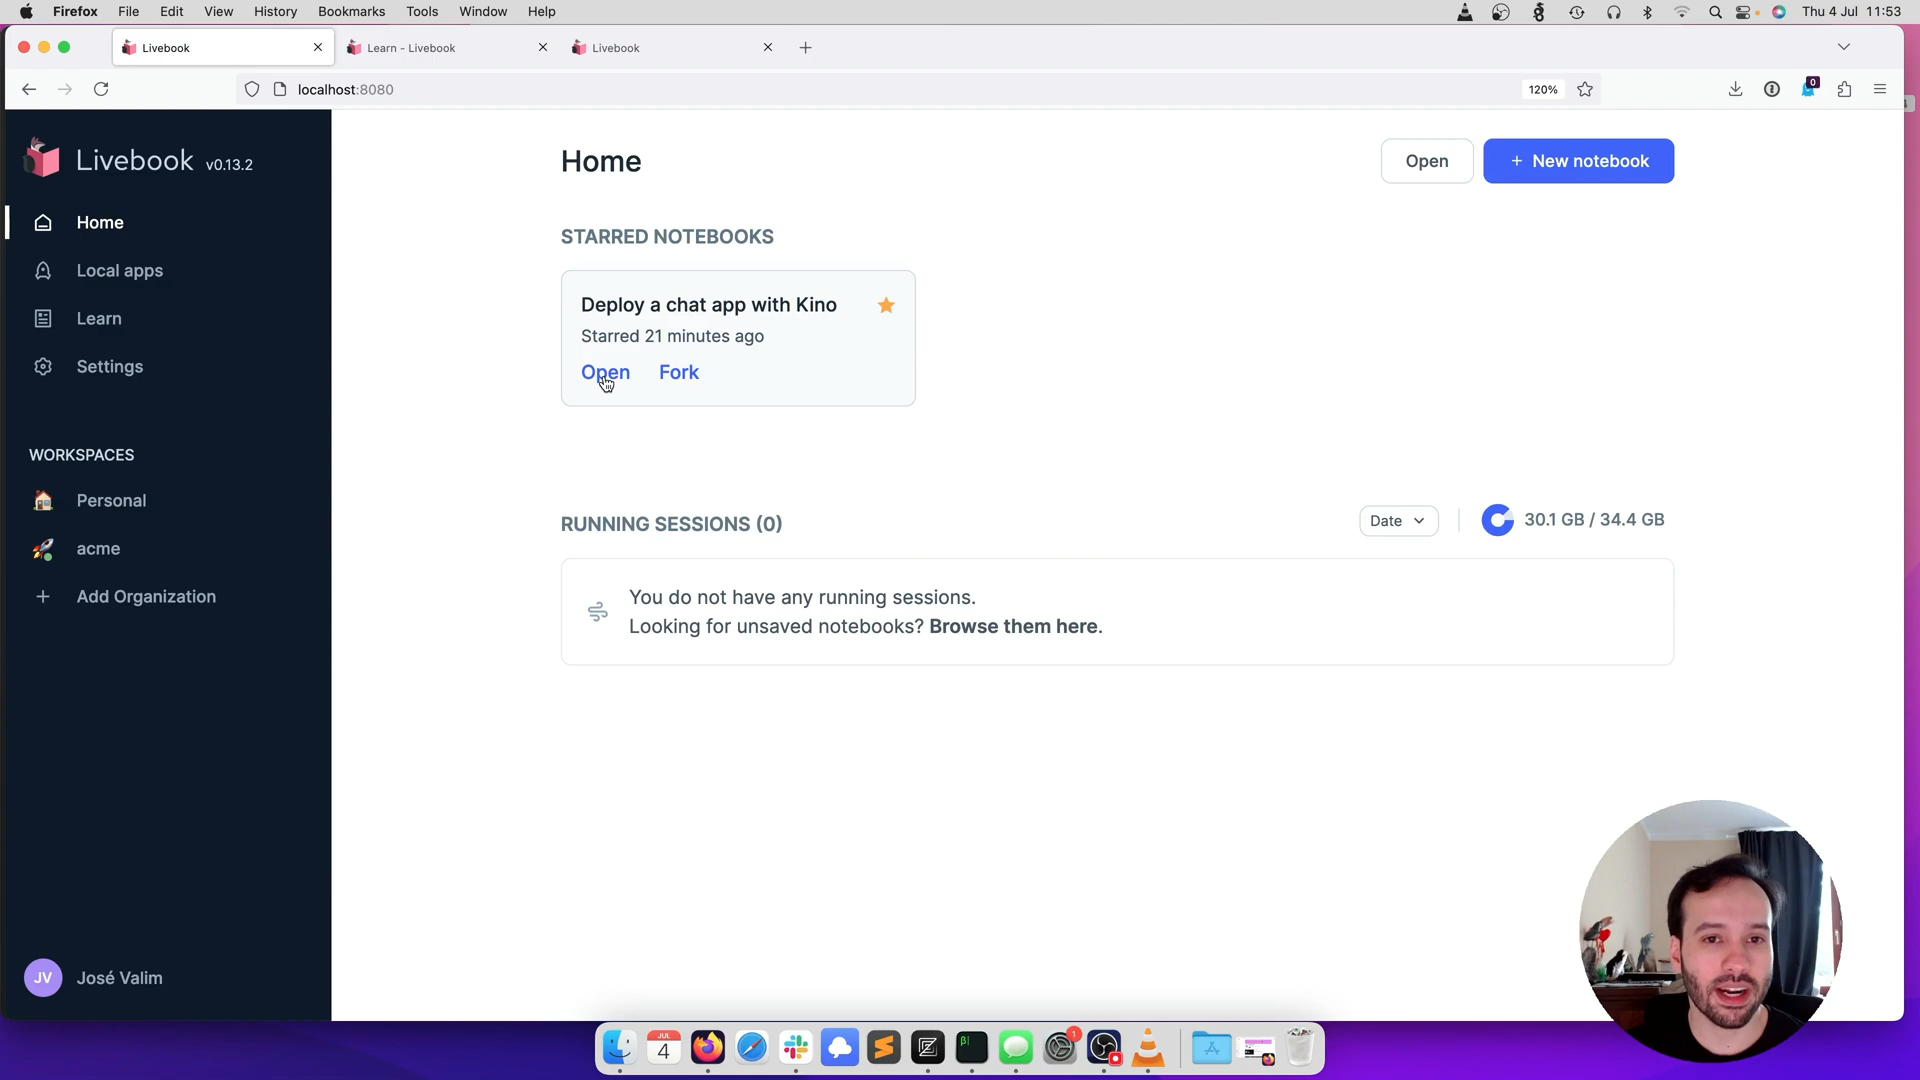 Firefox File Edit View History Bookmarks Tools Window Help
Thu 4 Jul 11:53
Livebook
Learn - Livebook
Livebook
localhost:8080
120%
0
Livebook v0.13.2
Home
Local apps
Learn
Settings
WORKSPACES
Personal
acme
Add Organization
JV José Valim
Home
Open
+ New notebook
STARRED NOTEBOOKS
Deploy a chat app with Kino
Starred 21 minutes ago
Open Fork
RUNNING SESSIONS (0)
Date
30.1 GB / 34.4 GB
You do not have any running sessions.
Looking for unsaved notebooks? Browse them here.
JUL
4
1